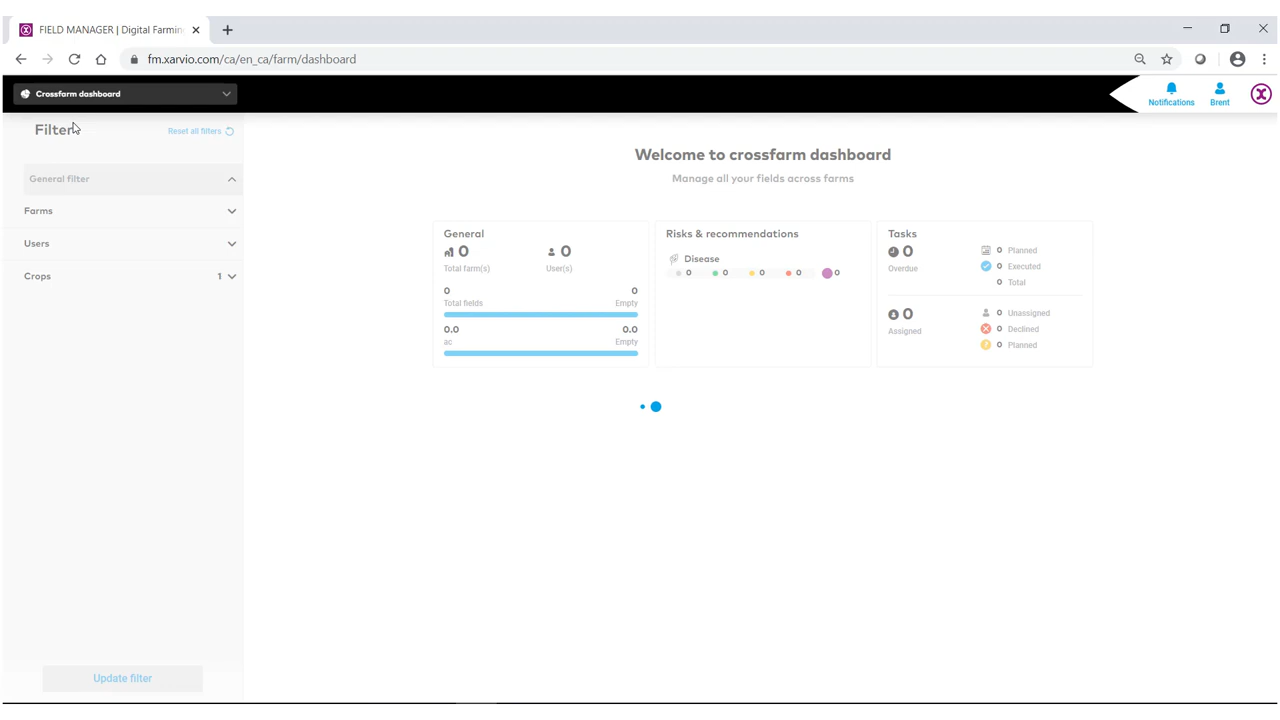 FIELD MANAGER | Digital Farmin
fm.xarvio.com/ca/en_ca/farm/dashboard
Crossfarm dashboard
Notifications
Brent
Filter
Reset all filters
General filter
Farms
Users
Crops 1
Update filter
Welcome to crossfarm dashboard
Manage all your fields across farms
General
0 0
Total farm(s) User(s)
0 0
Total fields Empty
0.0 0.0
ac Empty
Risks & recommendations
Disease
0 0 0 0 0
Tasks
0
Overdue
0 Planned
0 Executed
0 Total
0
Assigned
0 Unassigned
0 Declined
0 Planned